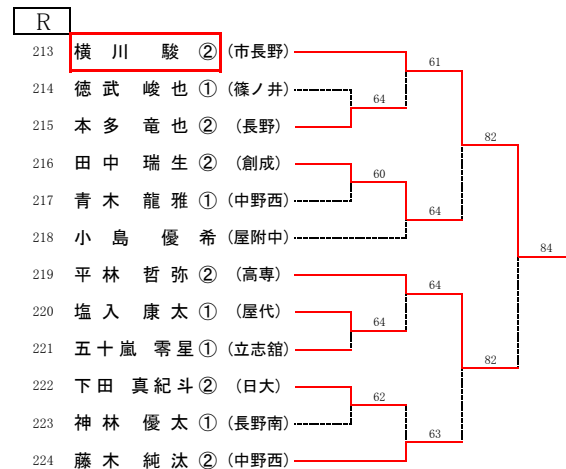 R
213 横川 駿 ② (市長野)
214 徳武 峻也 ① (篠ノ井)
215 本多 竜也 ② (長野)
216 田中 瑞生 ② (創成)
217 青木 龍雅 ① (中野西)
218 小島 優希 (屋附中)
219 平林 哲弥 ② (高専)
220 塩入 康太 ① (屋代)
221 五十嵐 零星 ① (立志舘)
222 下田 真紀斗 ② (日大)
223 神林 優太 ① (長野南)
224 藤木 純汰 ② (中野西)
61
64
82
60
64
84
64
64
82
62
63